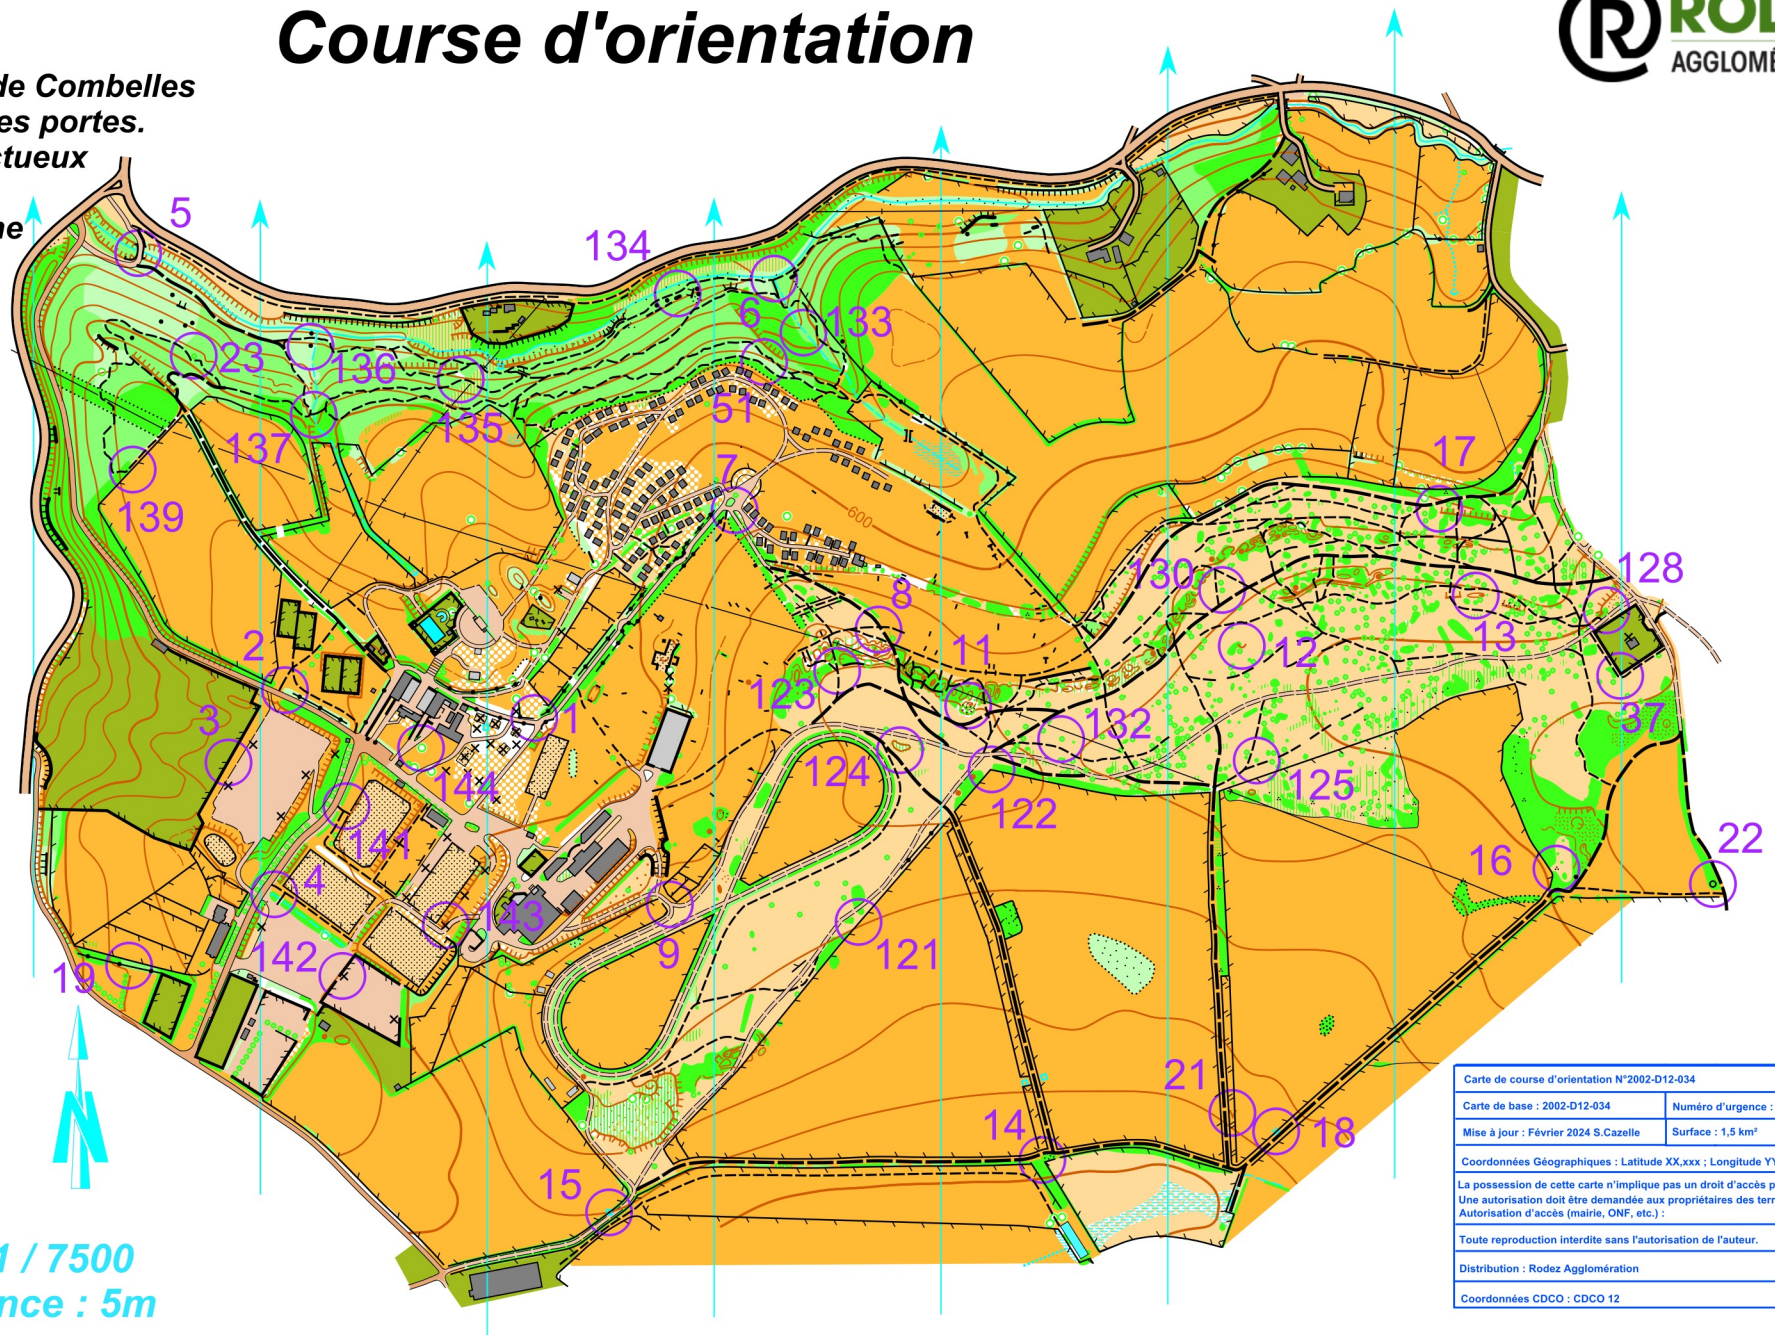 Course d'orientation
de Combelles
es portes.
ctueux
ne
R ROD
AGGLOMÉ
5
134
6
133
23
136
135
137
51
7
139
17
600
130
8
128
2
11
12
13
123
1
132
3
37
124
144
122
125
141
22
16
4
143
9
121
142
19
21
14
18
15
N
1 / 7500
nce : 5m
Carte de course d'orientation N°2002-D12-034
Carte de base : 2002-D12-034 Numéro d'urgence :
Mise à jour : Février 2024 S.Cazelle Surface : 1,5 km²
Coordonnées Géographiques : Latitude XX,xxx ; Longitude YY
La possession de cette carte n'implique pas un droit d'accès p
Une autorisation doit être demandée aux propriétaires des terr
Autorisation d'accès (mairie, ONF, etc.) :
Toute reproduction interdite sans l'autorisation de l'auteur.
Distribution : Rodez Agglomération
Coordonnées CDCO : CDCO 12